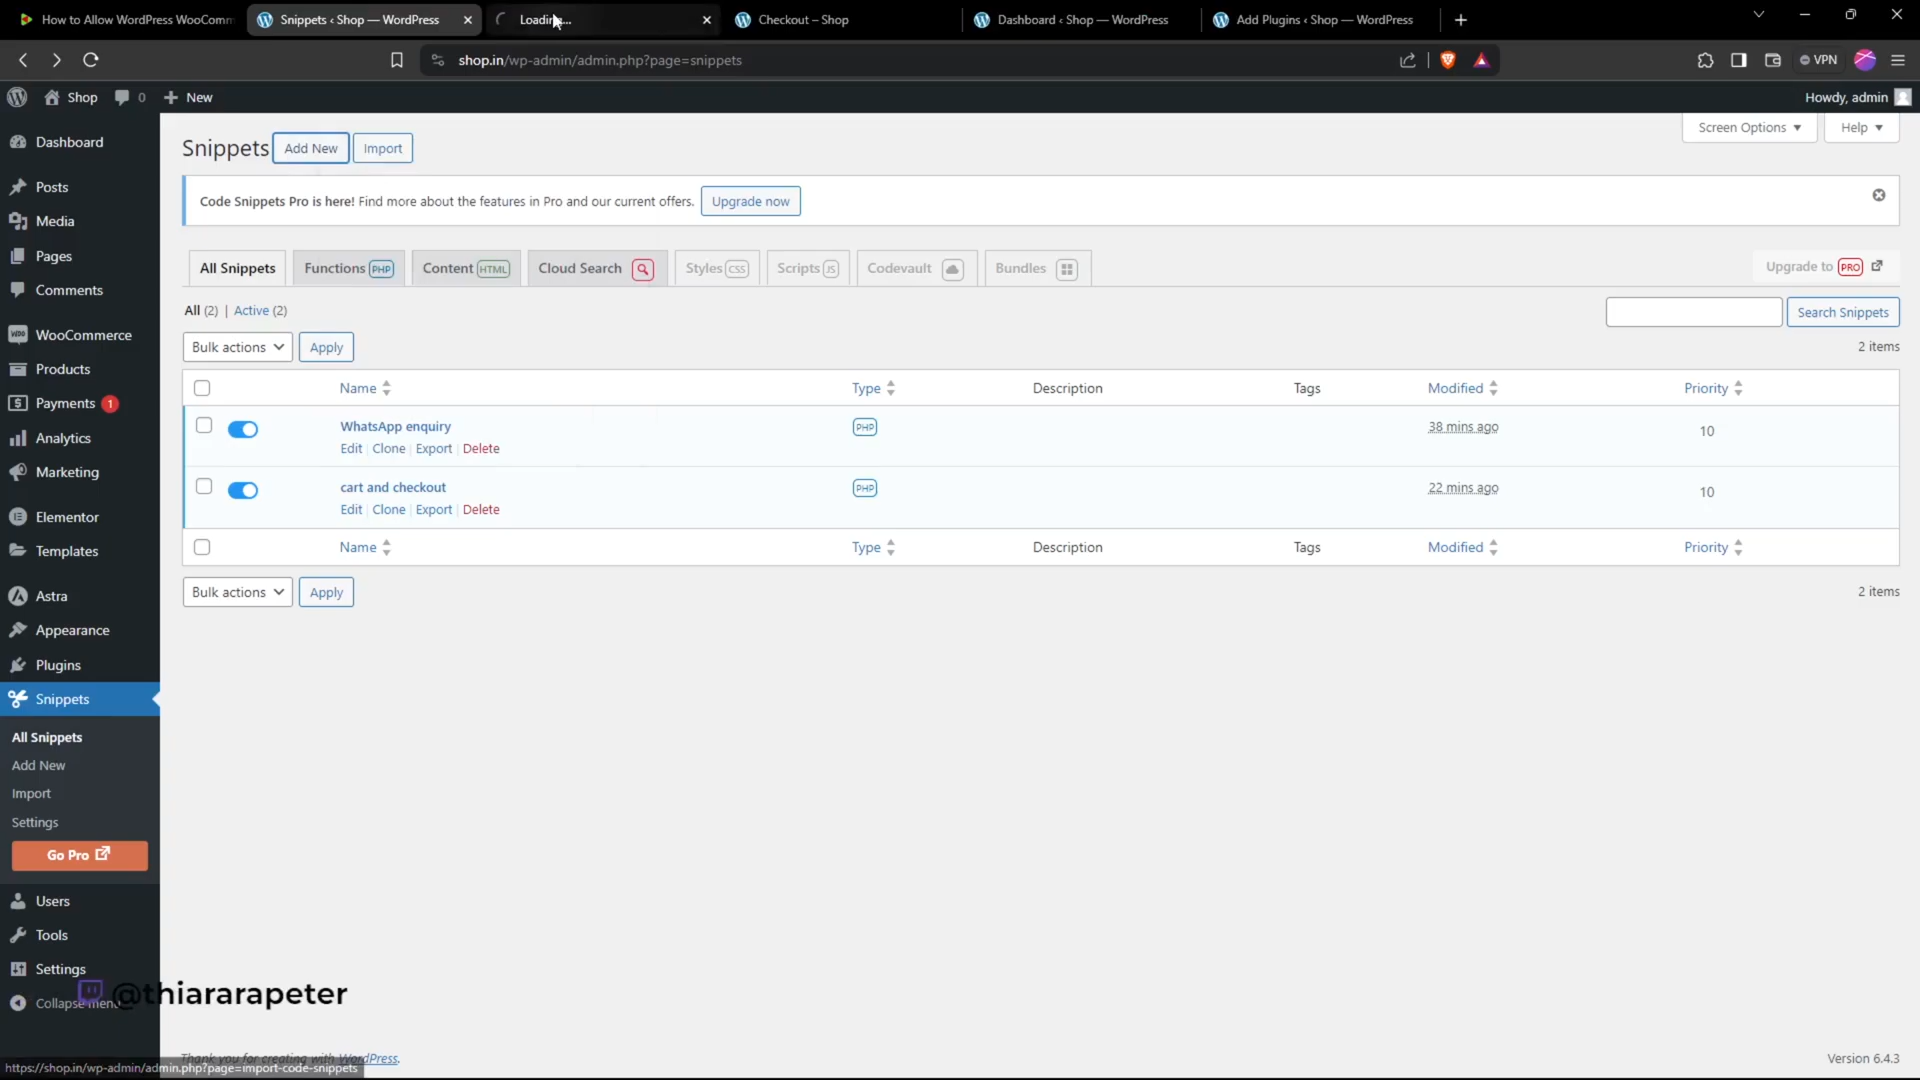 How to Allow WordPress WooComm
Snippets ‹ Shop — WordPress
Loading...
Checkout – Shop
Dashboard ‹ Shop — WordPress
Add Plugins ‹ Shop — WordPress
shop.in/wp-admin/admin.php?page=snippets
VPN
Shop
0
New
Howdy, admin
Dashboard
Posts
Media
Pages
Comments
WooCommerce
Products
Payments 1
Analytics
Marketing
Elementor
Templates
Astra
Appearance
Plugins
Snippets
All Snippets
Add New
Import
Settings
Go Pro
Users
Tools
Settings
Collapse menu
Screen Options
Help
Snippets
Add New
Import
Code Snippets Pro is here! Find more about the features in Pro and our current offers.
Upgrade now
All Snippets
Functions PHP
Content HTML
Cloud Search
Styles CSS
Scripts JS
Codevault
Bundles
Upgrade to PRO
All (2) | Active (2)
Search Snippets
Bulk actions
Apply
2 items
Name Type Description Tags Modified Priority
WhatsApp enquiry PHP 38 mins ago 10
Edit | Clone | Export | Delete
cart and checkout PHP 22 mins ago 10
Edit | Clone | Export | Delete
Name Type Description Tags Modified Priority
Bulk actions
Apply
2 items
@thiararapeter
Thank you for creating with WordPress.
Version 6.4.3
https://shop.in/wp-admin/admin.php?page=import-code-snippets